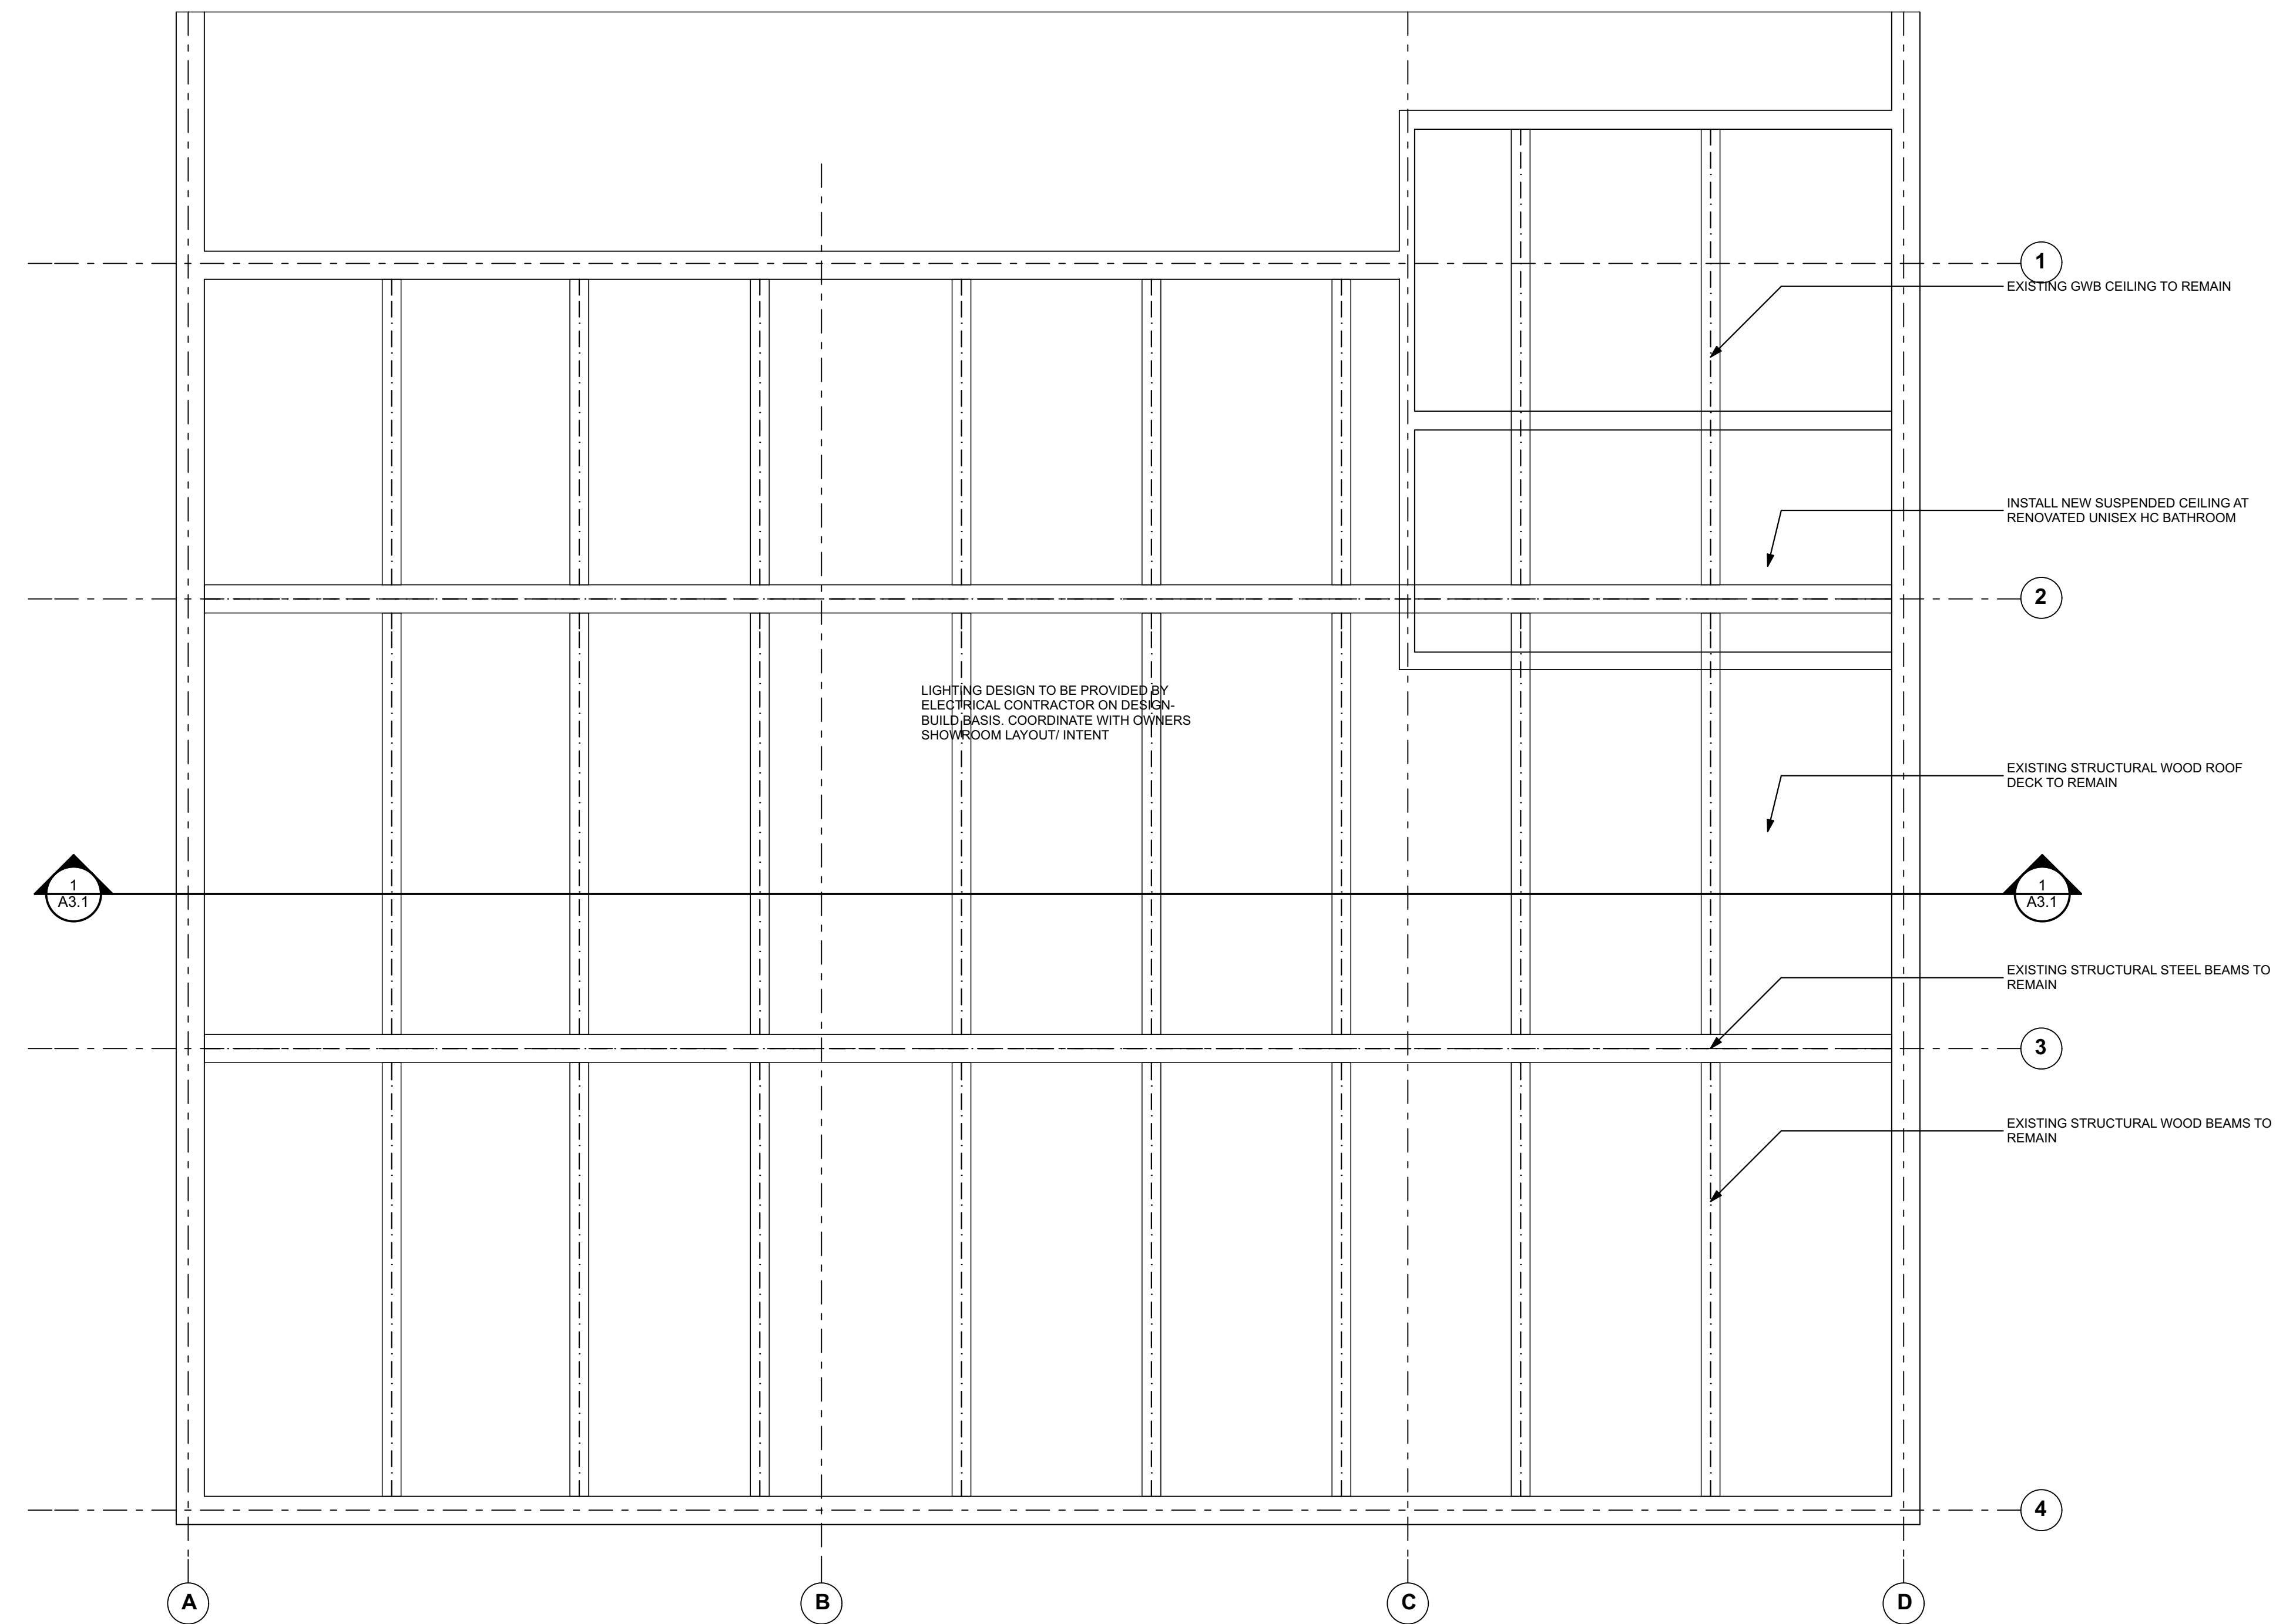 1
EXISTING GWB CEILING TO REMAIN
INSTALL NEW SUSPENDED CEILING AT
RENOVATED UNISEX HC BATHROOM
2
LIGHTING DESIGN TO BE PROVIDED BY
ELECTRICAL CONTRACTOR ON DESIGN-
BUILD BASIS. COORDINATE WITH OWNERS
SHOWROOM LAYOUT/ INTENT
EXISTING STRUCTURAL WOOD ROOF
DECK TO REMAIN
1
A3.1
1
A3.1
EXISTING STRUCTURAL STEEL BEAMS TO
REMAIN
3
EXISTING STRUCTURAL WOOD BEAMS TO
REMAIN
4
A
B
C
D